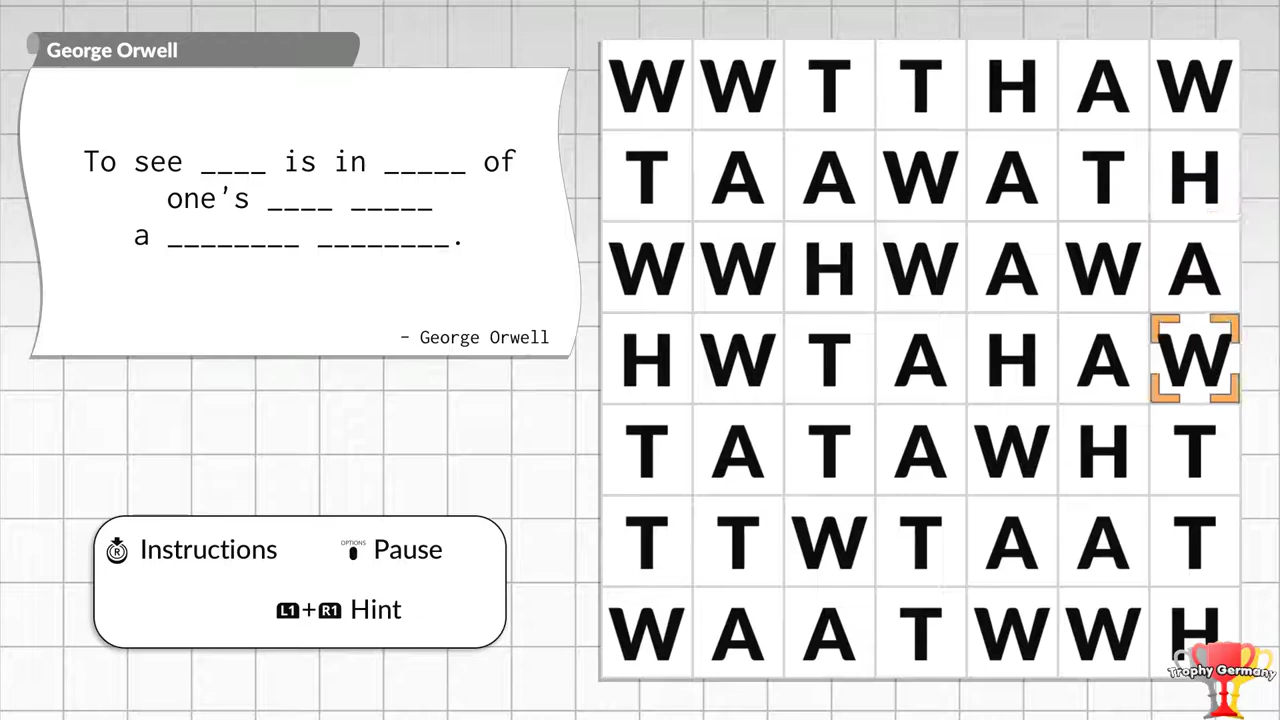 George Orwell
To see ____ is in _____ of
one's ____ _____
a ________ ________.
– George Orwell
R Instructions
OPTIONS Pause
L1+R1 Hint
W W T T H A W
T A A W A T H
W W H W A W A
H W T A H A W
T A T A W H T
T T W T A A T
W A A T W W H
Trophy Germany